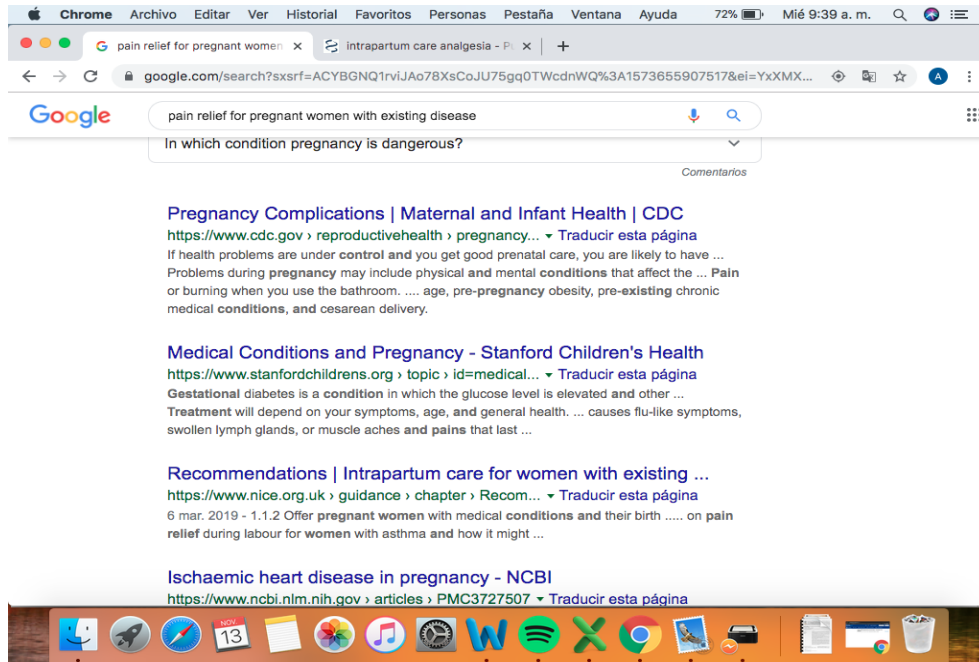 Chrome Archivo Editar Ver Historial Favoritos Personas Pestaña Ventana Ayuda 72% Mié 9:39 a. m.
pain relief for pregnant women
intrapartum care analgesia -
google.com/search?sxsrf=ACYBGNQ1rviJAo78XsCoJU75gq0TWcdnWQ%3A1573655907517&ei=YxXMX...
A
Google
pain relief for pregnant women with existing disease
In which condition pregnancy is dangerous?
Comentarios
Pregnancy Complications | Maternal and Infant Health | CDC
https://www.cdc.gov › reproductivehealth › pregnancy... Traducir esta página
If health problems are under control and you get good prenatal care, you are likely to have ...
Problems during pregnancy may include physical and mental conditions that affect the ... Pain
or burning when you use the bathroom. .... age, pre-pregnancy obesity, pre-existing chronic
medical conditions, and cesarean delivery.
Medical Conditions and Pregnancy - Stanford Children's Health
https://www.stanfordchildrens.org › topic › id=medical... Traducir esta página
Gestational diabetes is a condition in which the glucose level is elevated and other ...
Treatment will depend on your symptoms, age, and general health. ... causes flu-like symptoms,
swollen lymph glands, or muscle aches and pains that last ...
Recommendations | Intrapartum care for women with existing ...
https://www.nice.org.uk › guidance › chapter › Recom... Traducir esta página
6 mar. 2019 - 1.1.2 Offer pregnant women with medical conditions and their birth ..... on pain
relief during labour for women with asthma and how it might ...
Ischaemic heart disease in pregnancy - NCBI
https://www.ncbi.nlm.nih.gov › articles › PMC3727507 Traducir esta página
NOV
13